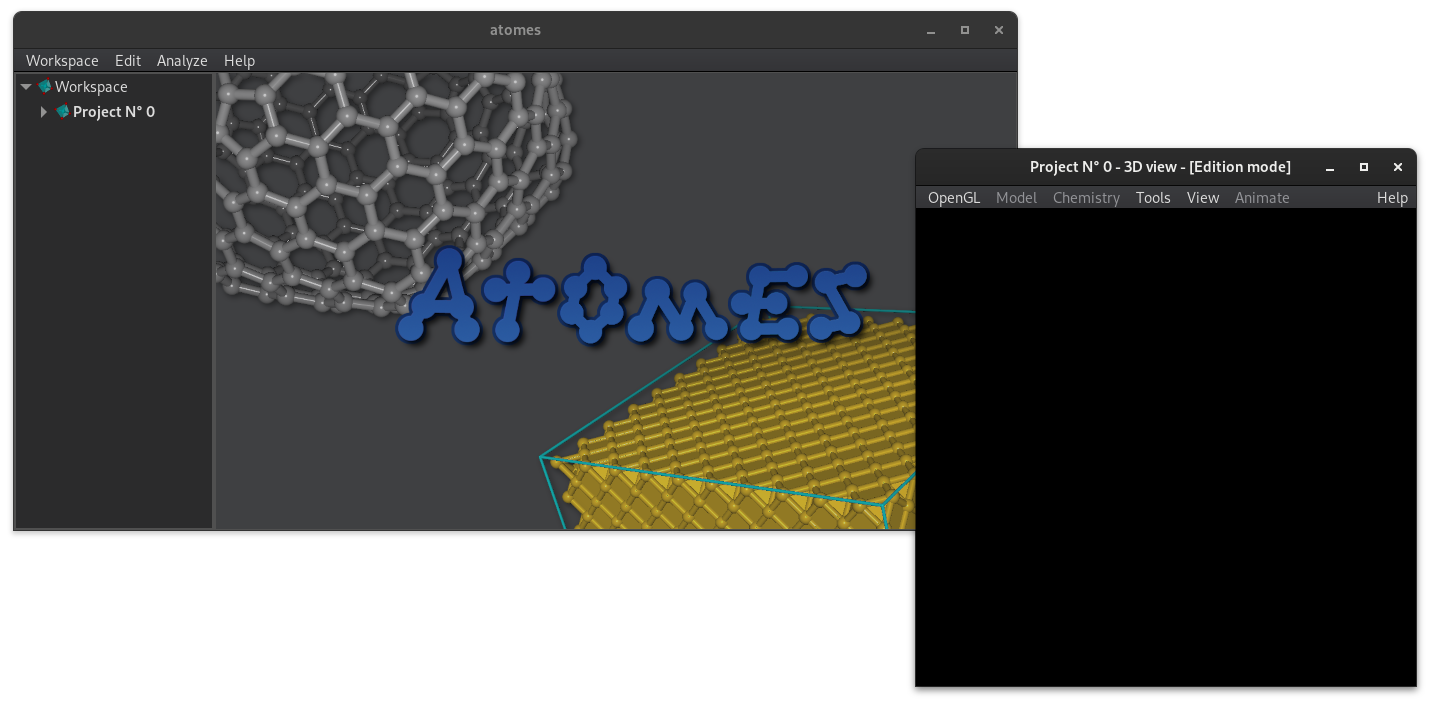 atomes
Workspace Edit Analyze Help
Workspace
Project N° 0
ATOMES
Project N° 0 - 3D view - [Edition mode]
OpenGL Model Chemistry Tools View Animate Help